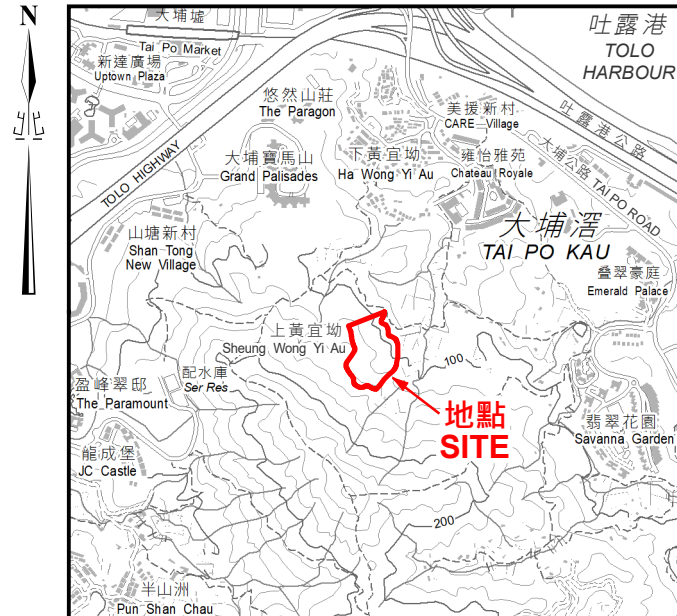 N
大埔墟
Tai Po Market
新達廣場
Uptown Plaza
吐露港
TOLO
HARBOUR
悠然山莊
The Paragon
美援新村
CARE Village
吐露港公路
大埔公路 TAI PO ROAD
大埔寶馬山
Grand Palisades
下黃宜坳
Ha Wong Yi Au
雍怡雅苑
Chateau Royale
TOLO HIGHWAY
山塘新村
Shan Tong
New Village
大埔滘
TAI PO KAU
叠翠豪庭
Emerald Palace
上黃宜坳
Sheung Wong Yi Au
100
配水庫
Ser Res
盈峰翠邸
The Paramount
地點
SITE
翡翠花園
Savanna Garden
龍成堡
JC Castle
200
半山洲
Pun Shan Chau